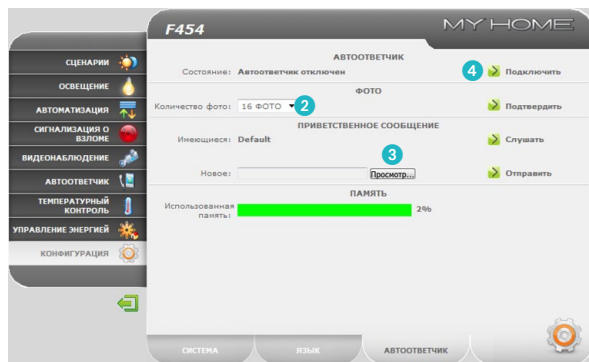 F454
MY HOME
СЦЕНАРИИ
ОСВЕЩЕНИЕ
АВТОМАТИЗАЦИЯ
СИГНАЛИЗАЦИЯ О
ВЗЛОМЕ
ВИДЕОНАБЛЮДЕНИЕ
АВТООТВЕТЧИК
ТЕМПЕРАТУРНЫЙ
КОНТРОЛЬ
УПРАВЛЕНИЕ ЭНЕРГИЕЙ
КОНФИГУРАЦИЯ
АВТООТВЕТЧИК
Состояние: Автоответчик отключен 4 Подключить
ФОТО
Количество фото: 16 ФОТО 2 Подтвердить
ПРИВЕТСТВЕННОЕ СООБЩЕНИЕ
Имеющиеся: Default Слушать
3
Новое: Просмотр... Отправить
ПАМЯТЬ
Использованная
память: 2%
СИСТЕМА ЯЗЫК АВТООТВЕТЧИК